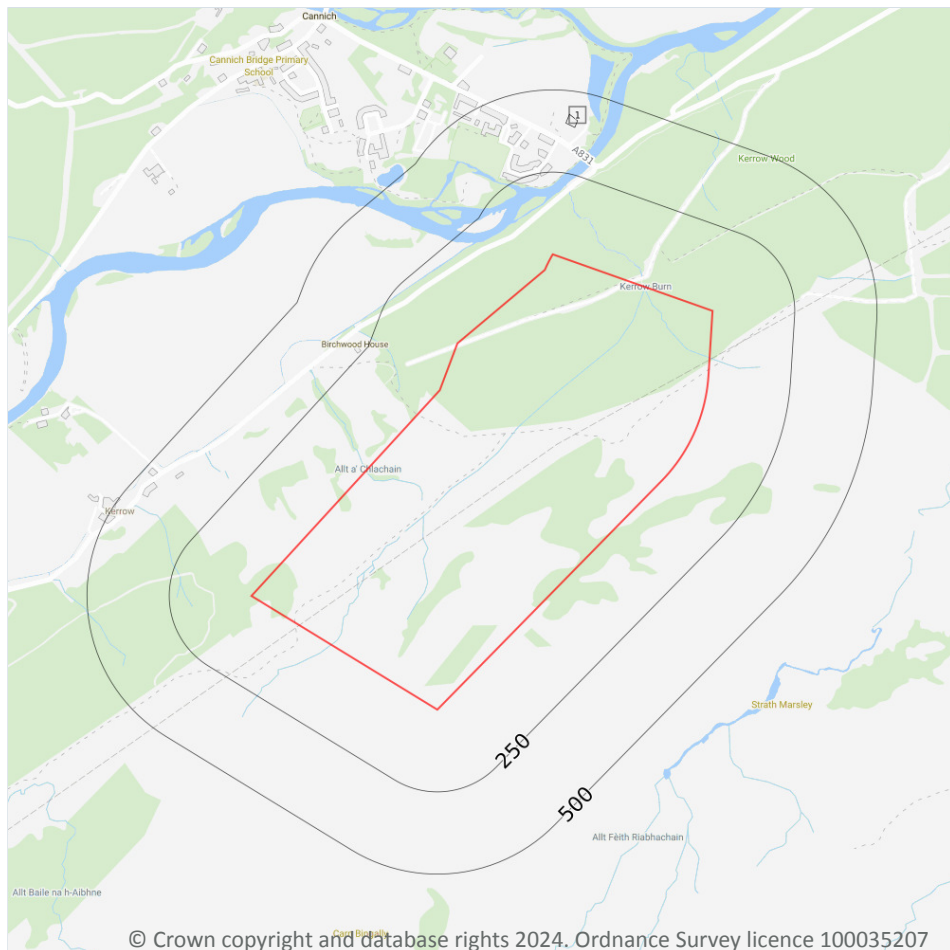 Cannich
Cannich Bridge Primary
School
1
A831
Kerrow Wood
Kerrow Burn
Birchwood House
Allt a' Chlachain
Kerrow
Strath Marsley
250
500
Allt Fèith Riabhachain
Allt Baile na h-Aibhne
© Crown copyright and database rights 2024. Ordnance Survey licence 100035207